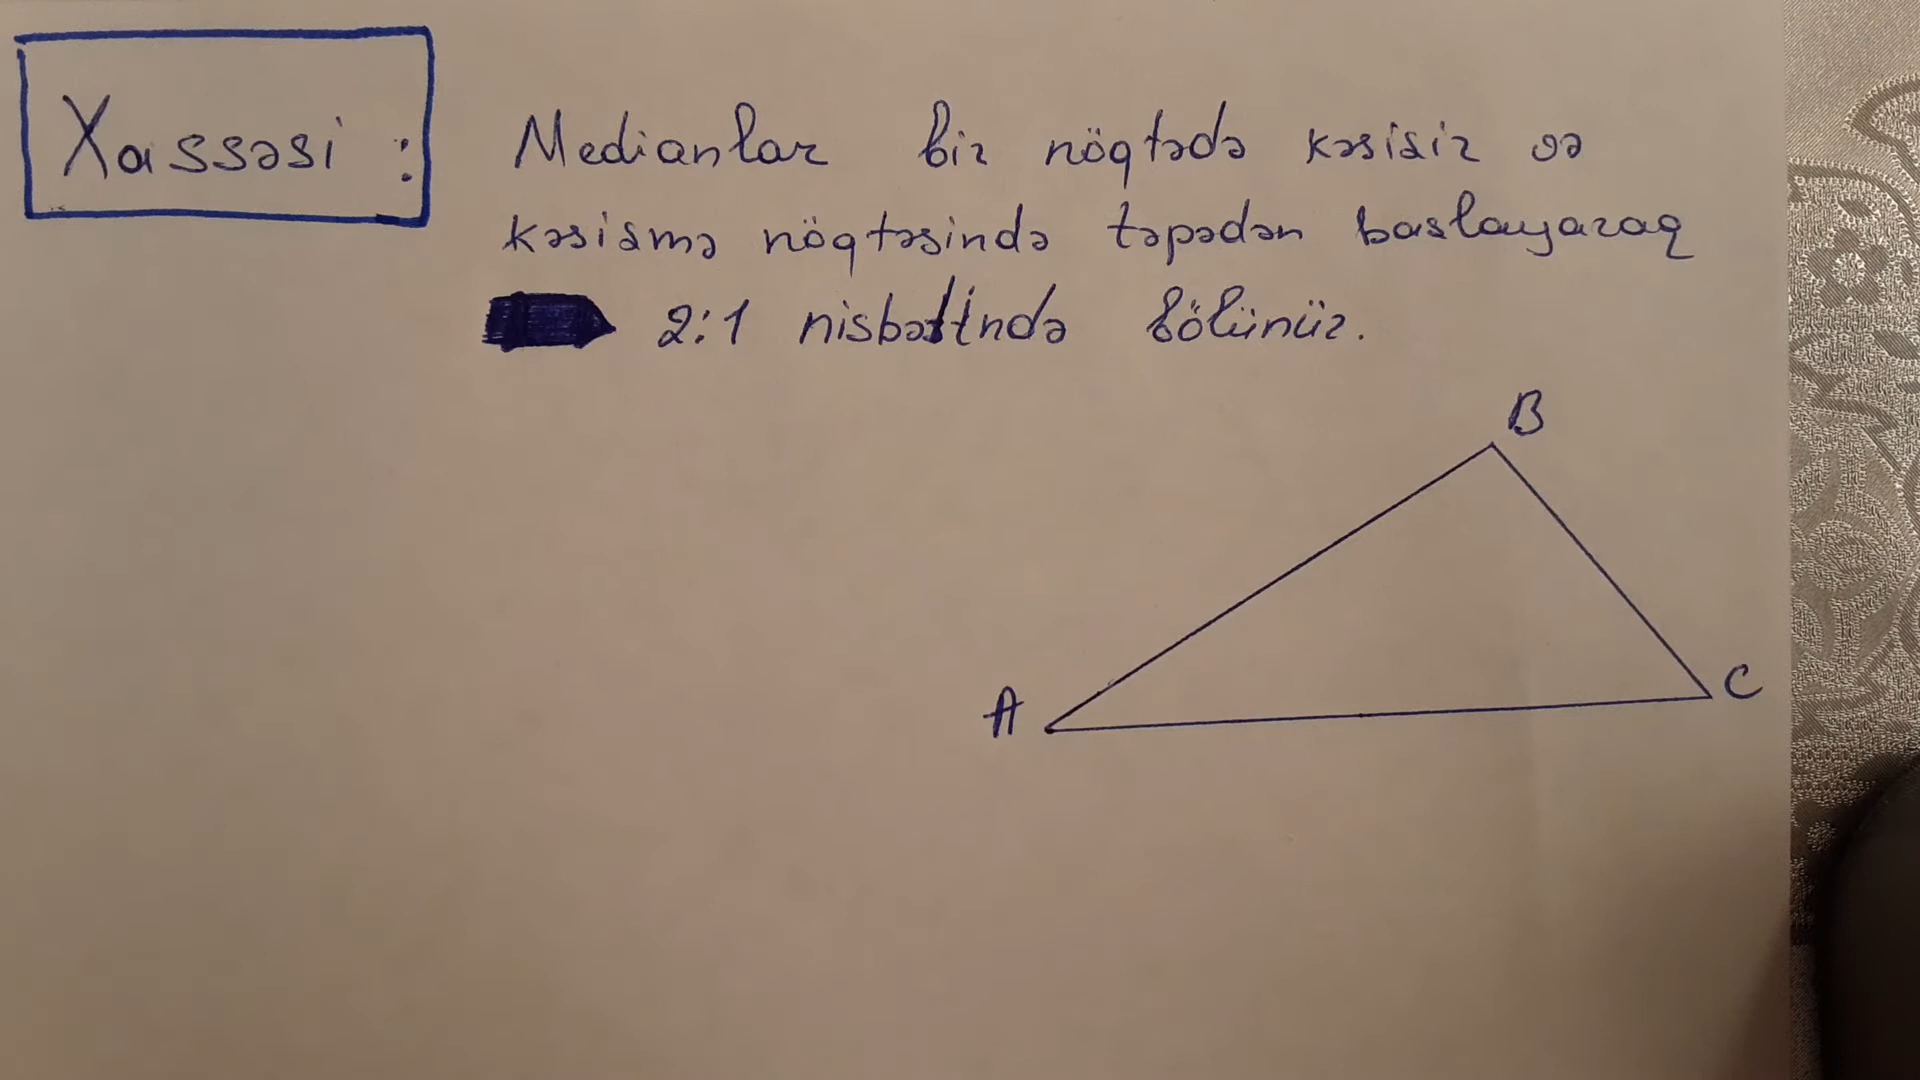 Xassəsi : Medianlar bir nöqtədə kəsişir və
kəsişmə nöqtəsində təpədən başlayaraq
2:1 nisbətində bölünür.
B
A
C